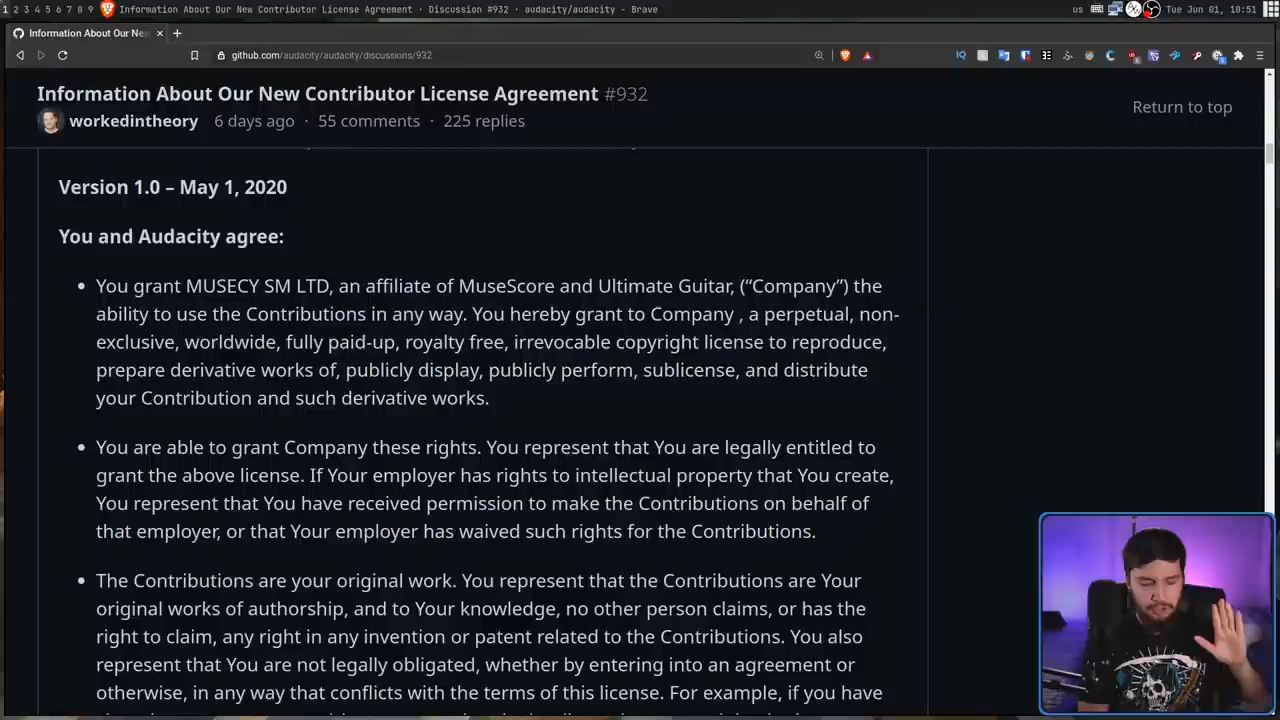 1 2 3 4 5 6 7 8 9 Information About Our New Contributor License Agreement · Discussion #932 · audacity/audacity - Brave us Tue Jun 01, 10:51
Information About Our New × +
github.com/audacity/audacity/discussions/932
Information About Our New Contributor License Agreement #932
workedintheory 6 days ago · 55 comments · 225 replies
Return to top
Version 1.0 – May 1, 2020
You and Audacity agree:
• You grant MUSECY SM LTD, an affiliate of MuseScore and Ultimate Guitar, (“Company”) the
ability to use the Contributions in any way. You hereby grant to Company , a perpetual, non-
exclusive, worldwide, fully paid-up, royalty free, irrevocable copyright license to reproduce,
prepare derivative works of, publicly display, publicly perform, sublicense, and distribute
your Contribution and such derivative works.
• You are able to grant Company these rights. You represent that You are legally entitled to
grant the above license. If Your employer has rights to intellectual property that You create,
You represent that You have received permission to make the Contributions on behalf of
that employer, or that Your employer has waived such rights for the Contributions.
• The Contributions are your original work. You represent that the Contributions are Your
original works of authorship, and to Your knowledge, no other person claims, or has the
right to claim, any right in any invention or patent related to the Contributions. You also
represent that You are not legally obligated, whether by entering into an agreement or
otherwise, in any way that conflicts with the terms of this license. For example, if you have